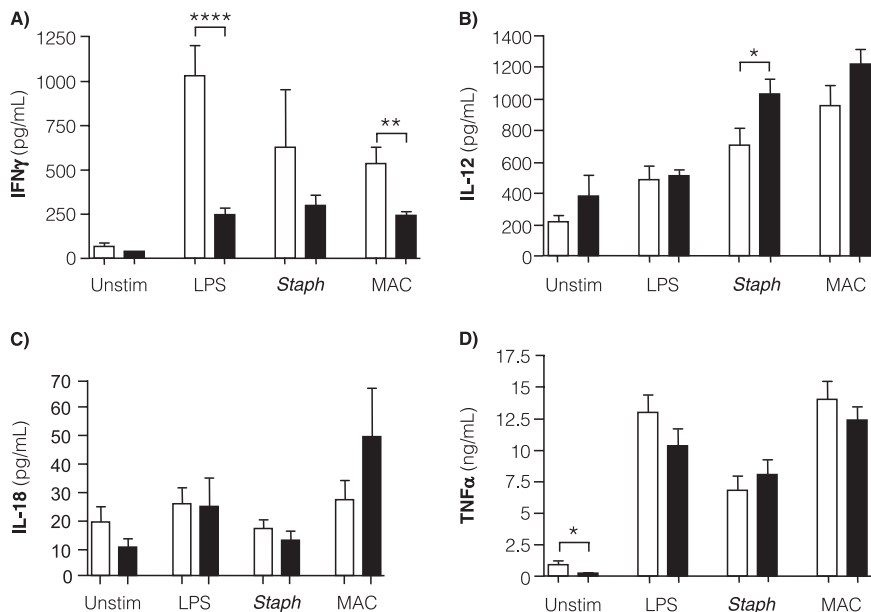 A)
IFNγ (pg/mL)
1250
1000
750
500
250
0
****
**
Unstim LPS Staph MAC
B)
IL-12 (pg/mL)
1400
1200
1000
800
600
400
200
0
*
Unstim LPS Staph MAC
C)
IL-18 (pg/mL)
70
60
50
40
30
20
10
0
Unstim LPS Staph MAC
D)
TNFα (ng/mL)
17.5
15
12.5
10
7.5
5
2.5
0
*
Unstim LPS Staph MAC